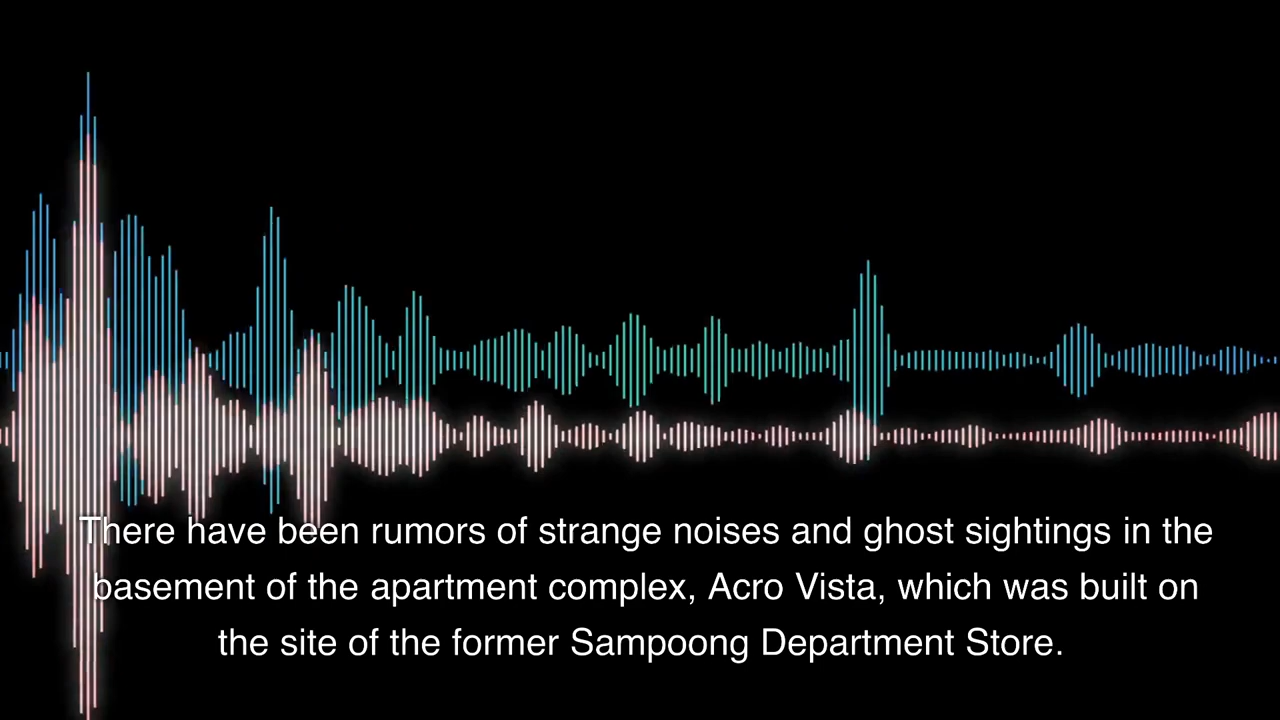 There have been rumors of strange noises and ghost sightings in the
basement of the apartment complex, Acro Vista, which was built on
the site of the former Sampoong Department Store.